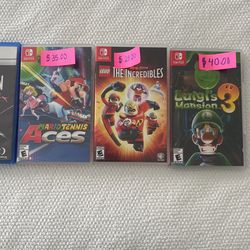 $35.00
MARIO TENNIS
Aces
$20.00
LEGO
THE INCREDIBLES
$40.00
Luigi's
Mansion 3